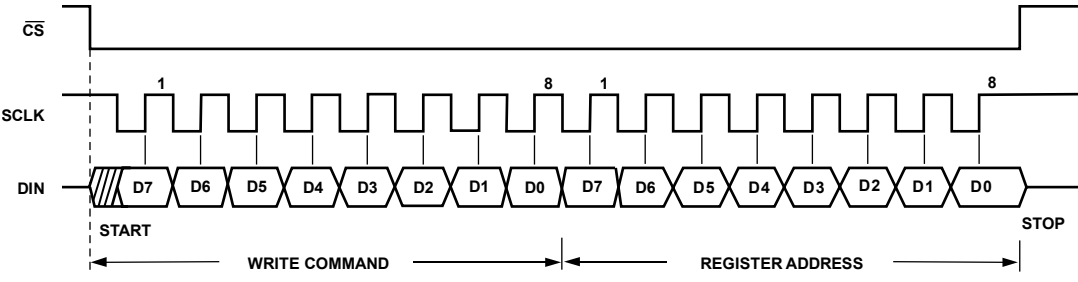 C̅S̅
1 8 1 8
SCLK
DIN D7 D6 D5 D4 D3 D2 D1 D0 D7 D6 D5 D4 D3 D2 D1 D0
START STOP
WRITE COMMAND REGISTER ADDRESS